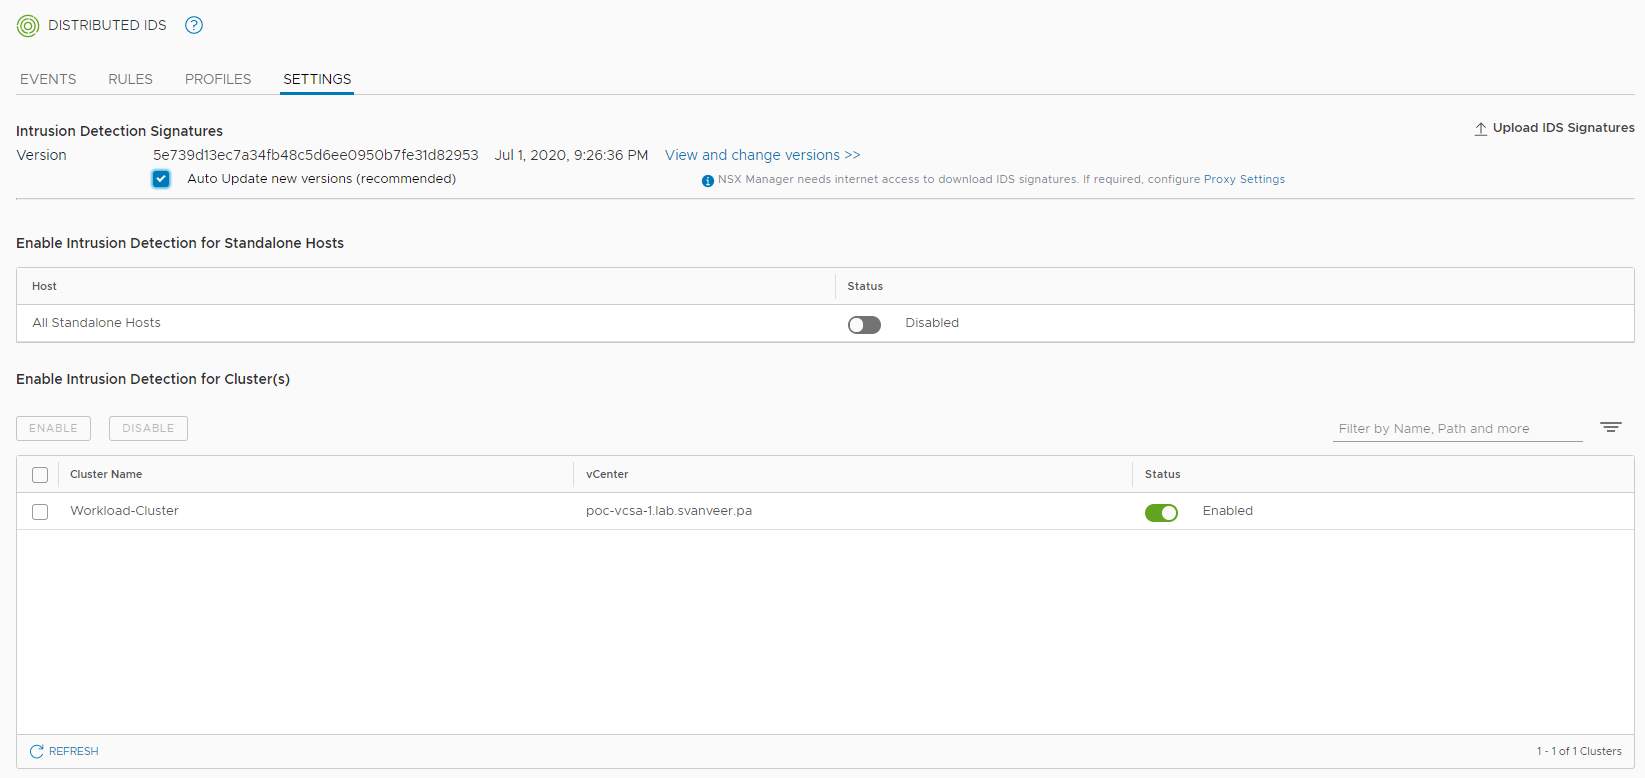 DISTRIBUTED IDS
EVENTS RULES PROFILES SETTINGS
Intrusion Detection Signatures
Upload IDS Signatures
Version 5e739d13ec7a34fb48c5d6ee0950b7fe31d82953 Jul 1, 2020, 9:26:36 PM View and change versions >>
Auto Update new versions (recommended) NSX Manager needs internet access to download IDS signatures. If required, configure Proxy Settings
Enable Intrusion Detection for Standalone Hosts
Host Status
All Standalone Hosts Disabled
Enable Intrusion Detection for Cluster(s)
ENABLE DISABLE Filter by Name, Path and more
Cluster Name vCenter Status
Workload-Cluster poc-vcsa-1.lab.svanveer.pa Enabled
REFRESH 1 - 1 of 1 Clusters